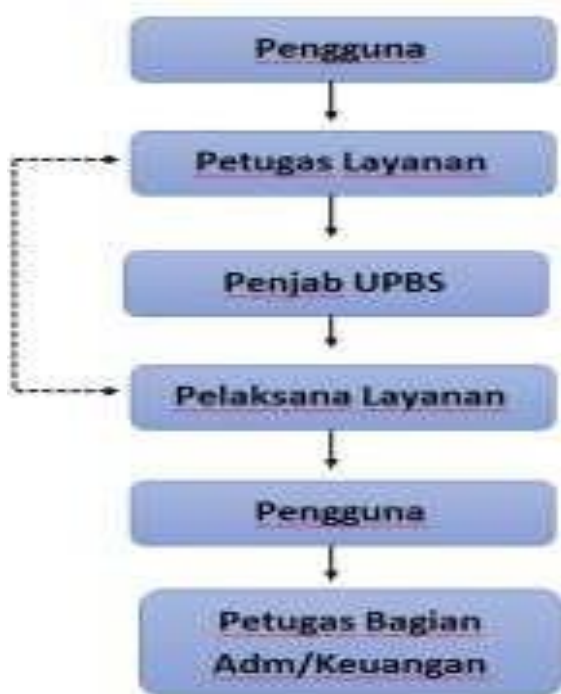 Pengguna
Petugas Layanan
Penjab UPBS
Pelaksana Layanan
Pengguna
Petugas Bagian
Adm/Keuangan